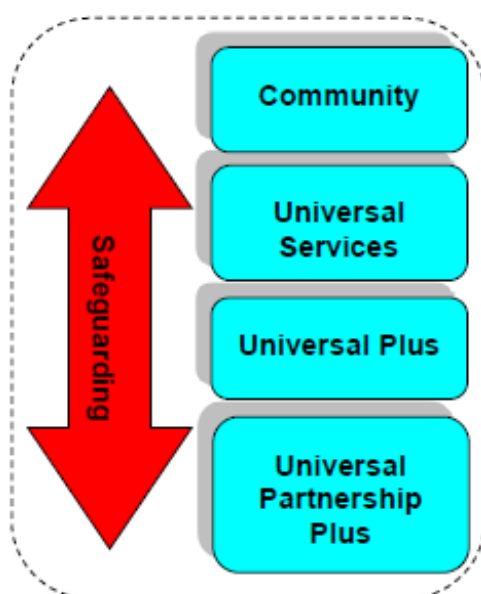 Safeguarding
Community
Universal
Services
Universal Plus
Universal
Partnership
Plus